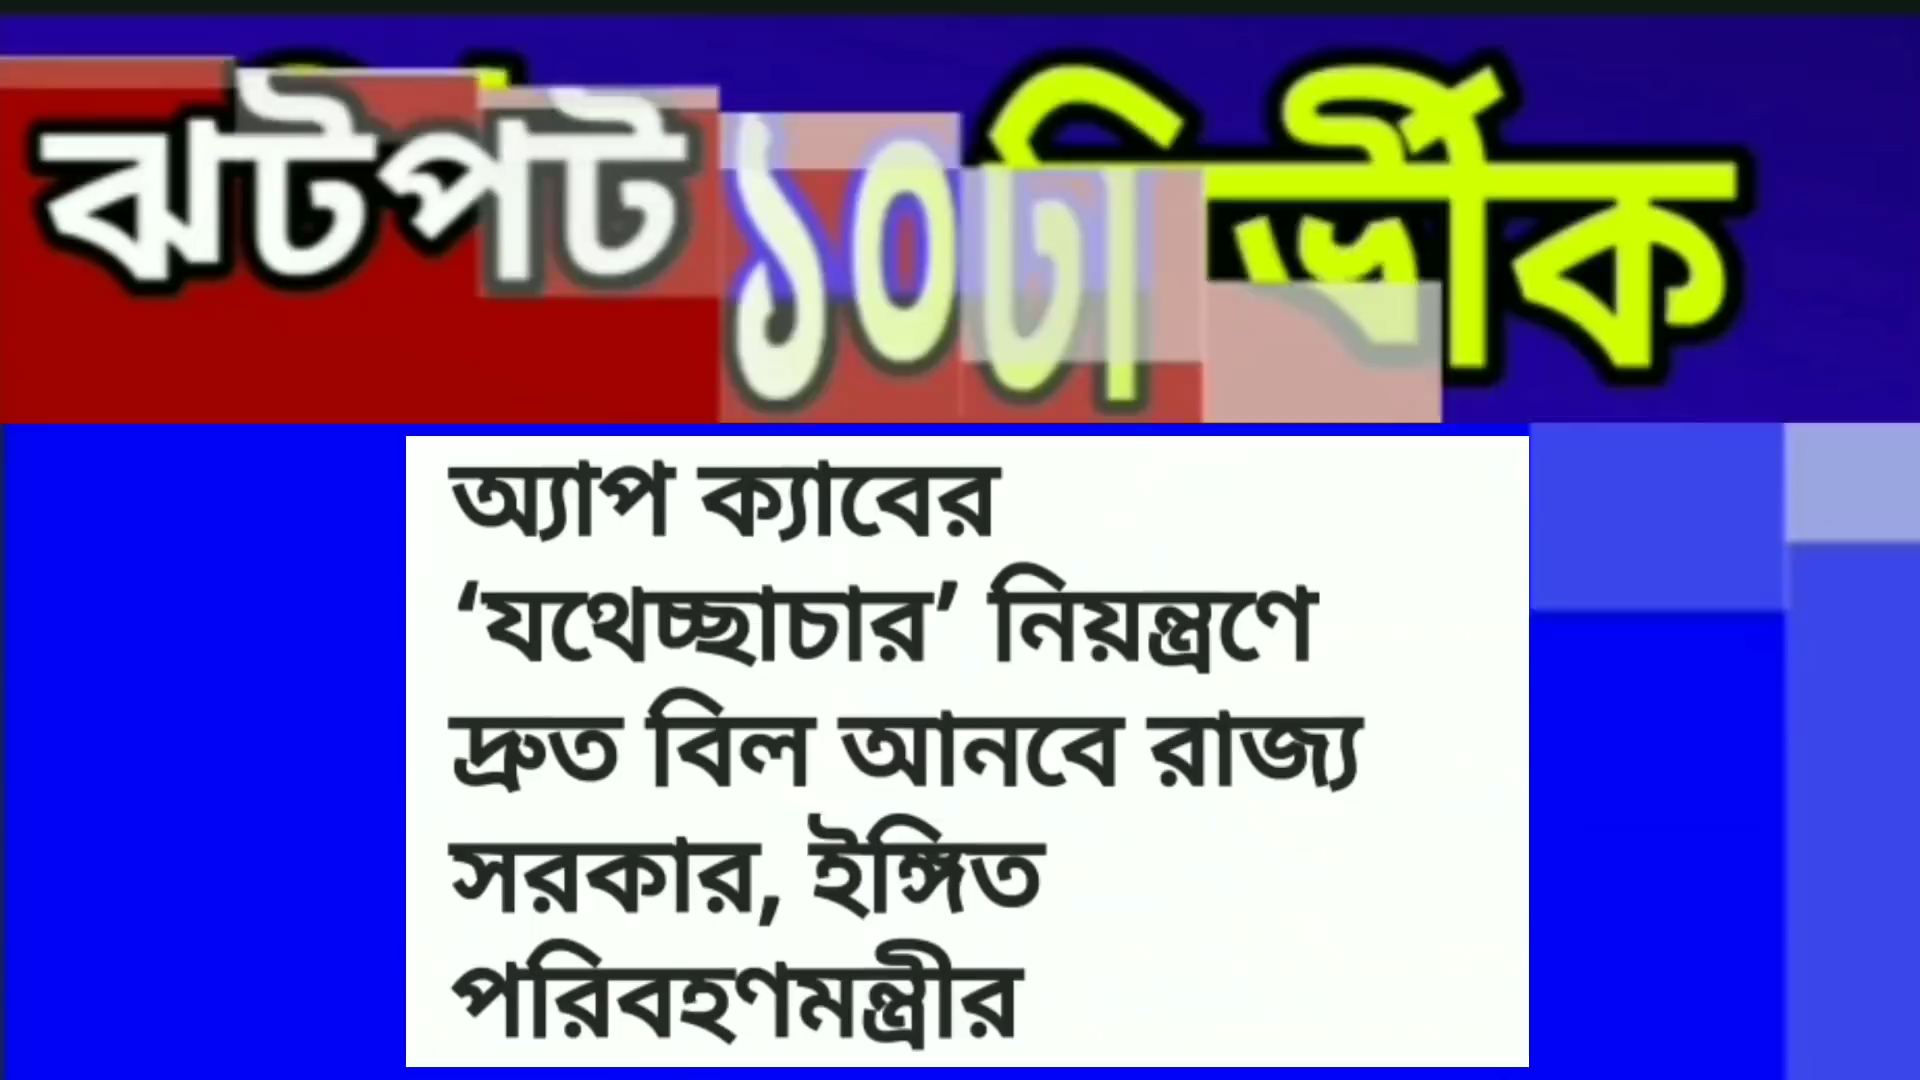 ঝটপট ১০টা
অ্যাপ ক্যাবের
‘যথেচ্ছাচার’ নিয়ন্ত্রণে
দ্রুত বিল আনবে রাজ্য
সরকার, ইঙ্গিত
পরিবহণমন্ত্রীর